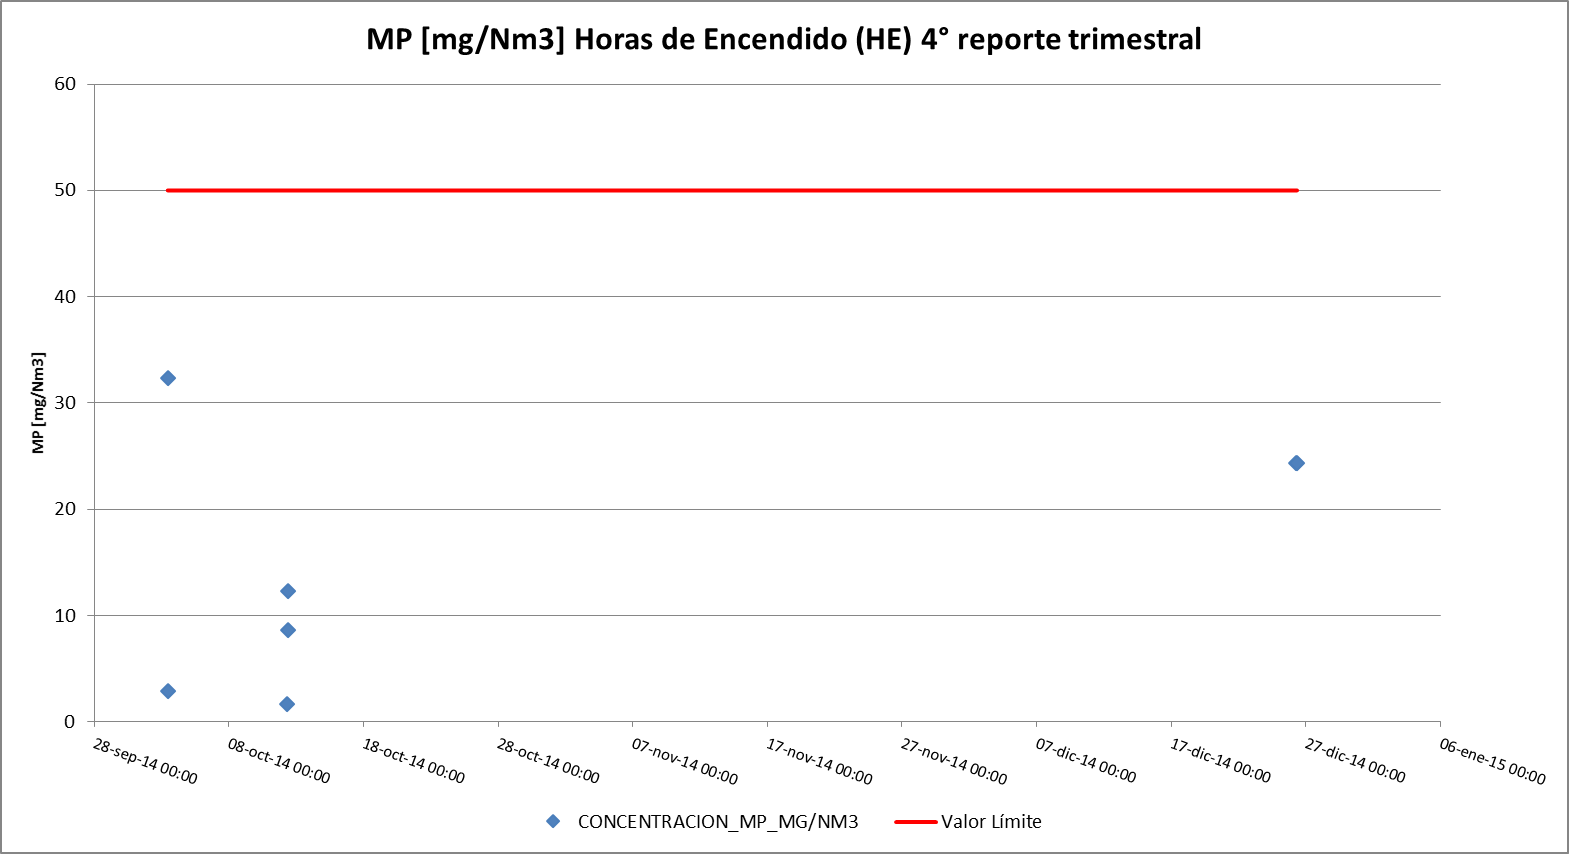 MP [mg/Nm3] Horas de Encendido (HE) 4° reporte trimestral
60
50
40
30
20
10
0
MP [mg/Nm3]
28-sep-14 00:00
08-oct-14 00:00
18-oct-14 00:00
28-oct-14 00:00
07-nov-14 00:00
17-nov-14 00:00
27-nov-14 00:00
07-dic-14 00:00
17-dic-14 00:00
27-dic-14 00:00
06-ene-15 00:00
CONCENTRACION_MP_MG/NM3
Valor Límite